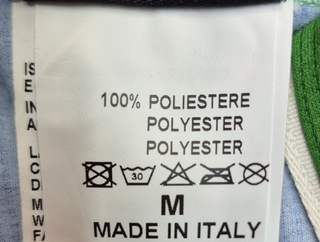 100% POLIESTERE
POLYESTER
POLYESTER
30
M
MADE IN ITALY